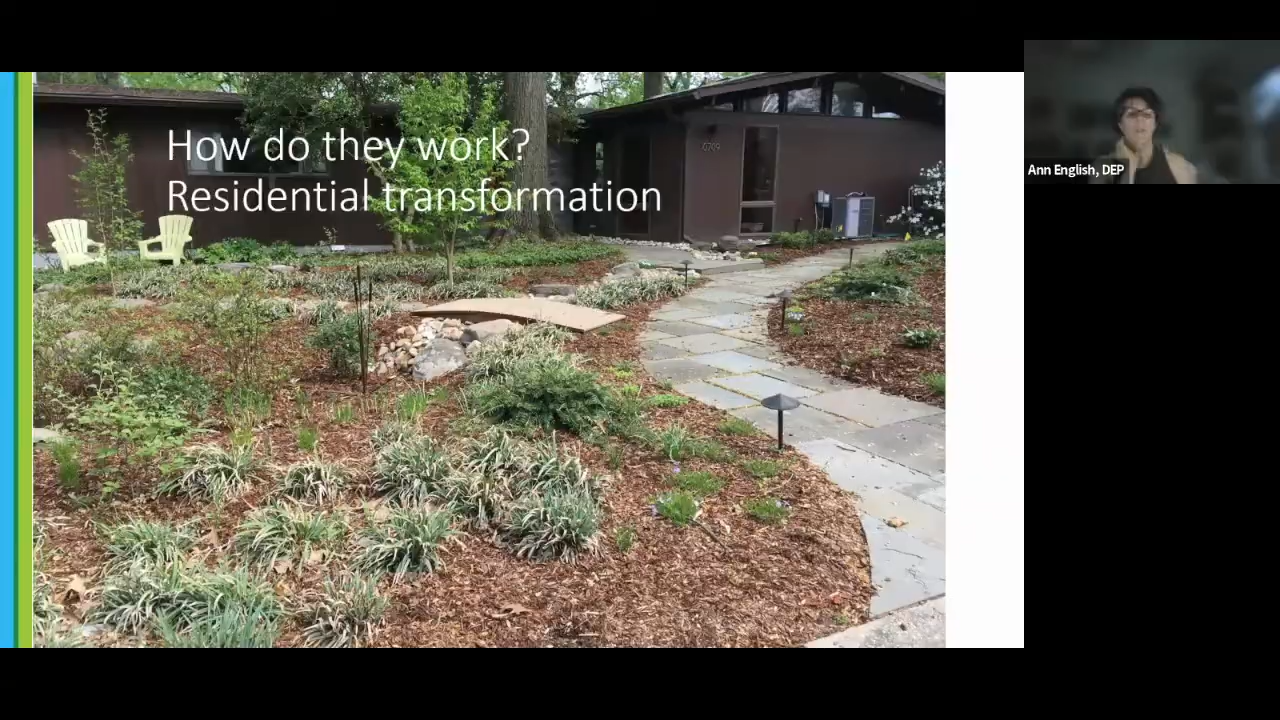 How do they work?
Residential transformation
Ann English, DEP